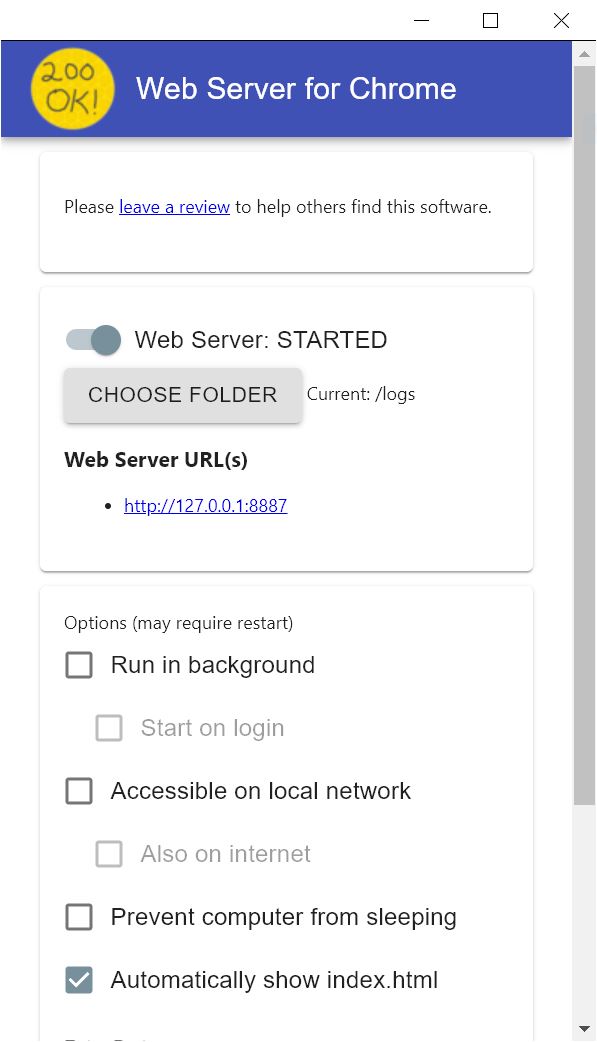 200
OK!
Web Server for Chrome
Please leave a review to help others find this software.
Web Server: STARTED
CHOOSE FOLDER Current: /logs
Web Server URL(s)
• http://127.0.0.1:8887
Options (may require restart)
Run in background
Start on login
Accessible on local network
Also on internet
Prevent computer from sleeping
Automatically show index.html